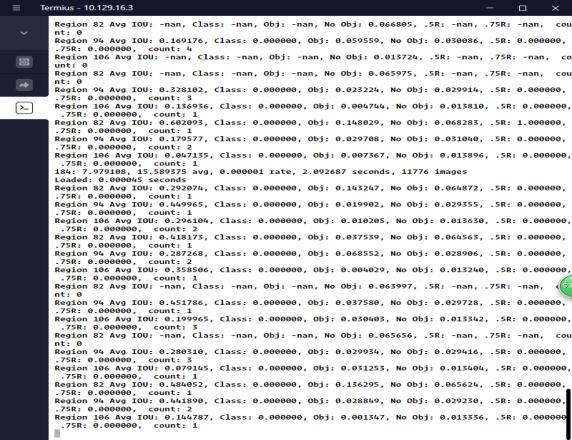 Termius - 10.129.16.3
Region 82 Avg IOU: -nan, Class: -nan, Obj: -nan, No Obj: 0.066805, .5R: -nan, .75R: -nan,  cou
nt: 0
Region 94 Avg IOU: 0.169176, Class: 0.000000, Obj: 0.059559, No Obj: 0.030086, .5R: 0.000000,
.75R: 0.000000,  count: 4
Region 106 Avg IOU: -nan, Class: -nan, Obj: -nan, No Obj: 0.013724, .5R: -nan, .75R: -nan,  co
unt: 0
Region 82 Avg IOU: -nan, Class: -nan, Obj: -nan, No Obj: 0.065975, .5R: -nan, .75R: -nan,  cou
nt: 0
Region 94 Avg IOU: 0.328102, Class: 0.000000, Obj: 0.023224, No Obj: 0.029914, .5R: 0.000000,
.75R: 0.000000,  count: 3
Region 106 Avg IOU: 0.136936, Class: 0.000000, Obj: 0.004744, No Obj: 0.013810, .5R: 0.000000,
.75R: 0.000000,  count: 1
Region 82 Avg IOU: 0.602093, Class: 0.000000, Obj: 0.148029, No Obj: 0.068283, .5R: 1.000000,
.75R: 0.000000,  count: 1
Region 94 Avg IOU: 0.179577, Class: 0.000000, Obj: 0.029708, No Obj: 0.031040, .5R: 0.000000,
.75R: 0.000000,  count: 2
Region 106 Avg IOU: 0.047135, Class: 0.000000, Obj: 0.007367, No Obj: 0.013896, .5R: 0.000000,
.75R: 0.000000,  count: 1
184: 7.979108, 15.589375 avg, 0.000001 rate, 2.092687 seconds, 11776 images
Loaded: 0.000045 seconds
Region 82 Avg IOU: 0.292074, Class: 0.000000, Obj: 0.143247, No Obj: 0.064872, .5R: 0.000000,
.75R: 0.000000,  count: 1
Region 94 Avg IOU: 0.449965, Class: 0.000000, Obj: 0.019902, No Obj: 0.029355, .5R: 0.000000,
.75R: 0.000000,  count: 1
Region 106 Avg IOU: 0.296104, Class: 0.000000, Obj: 0.010205, No Obj: 0.013630, .5R: 0.000000,
.75R: 0.000000,  count: 2
Region 82 Avg IOU: 0.418173, Class: 0.000000, Obj: 0.037539, No Obj: 0.064563, .5R: 0.000000,
.75R: 0.000000,  count: 1
Region 94 Avg IOU: 0.287268, Class: 0.000000, Obj: 0.068552, No Obj: 0.028906, .5R: 0.000000,
.75R: 0.000000,  count: 2
Region 106 Avg IOU: 0.358506, Class: 0.000000, Obj: 0.004029, No Obj: 0.013240, .5R: 0.000000,
.75R: 0.000000,  count: 1
Region 82 Avg IOU: -nan, Class: -nan, Obj: -nan, No Obj: 0.063997, .5R: -nan, .75R: -nan,
nt: 0
Region 94 Avg IOU: 0.451786, Class: 0.000000, Obj: 0.037580, No Obj: 0.029728, .5R: 0.000000,
.75R: 0.000000,  count: 1
Region 106 Avg IOU: 0.199965, Class: 0.000000, Obj: 0.030403, No Obj: 0.013342, .5R: 0.000000,
.75R: 0.000000,  count: 3
Region 82 Avg IOU: -nan, Class: -nan, Obj: -nan, No Obj: 0.065656, .5R: -nan, .75R: -nan,  cou
nt: 0
Region 94 Avg IOU: 0.280310, Class: 0.000000, Obj: 0.029934, No Obj: 0.029416, .5R: 0.000000,
.75R: 0.000000,  count: 3
Region 106 Avg IOU: 0.079145, Class: 0.000000, Obj: 0.031253, No Obj: 0.013404, .5R: 0.000000,
.75R: 0.000000,  count: 1
Region 82 Avg IOU: 0.484052, Class: 0.000000, Obj: 0.136295, No Obj: 0.065624, .5R: 0.000000,
.75R: 0.000000,  count: 1
Region 94 Avg IOU: 0.441890, Class: 0.000000, Obj: 0.028849, No Obj: 0.029230, .5R: 0.000000,
.75R: 0.000000,  count: 2
Region 106 Avg IOU: 0.144787, Class: 0.000000, Obj: 0.001347, No Obj: 0.013336, .5R: 0.000000
.75R: 0.000000,  count: 1